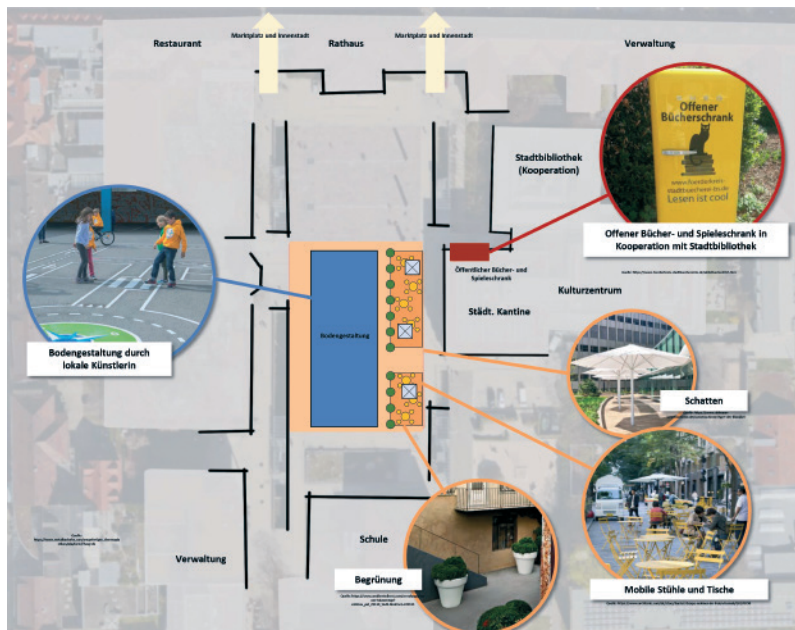 Marktplatz und Innenstadt
Marktplatz und Innenstadt
Restaurant
Rathaus
Verwaltung
Offener
Bücherschrank
Lesen ist cool
Stadtbibliothek
(Kooperation)
Offener Bücher- und Spieleschrank in
Kooperation mit Stadtbibliothek
Öffentlicher Bücher- und
Spieleschrank
Kulturzentrum
Städt. Kantine
Bodengestaltung
Bodengestaltung durch
lokale Künstlerin
Schatten
Schule
Verwaltung
Begrünung
Mobile Stühle und Tische